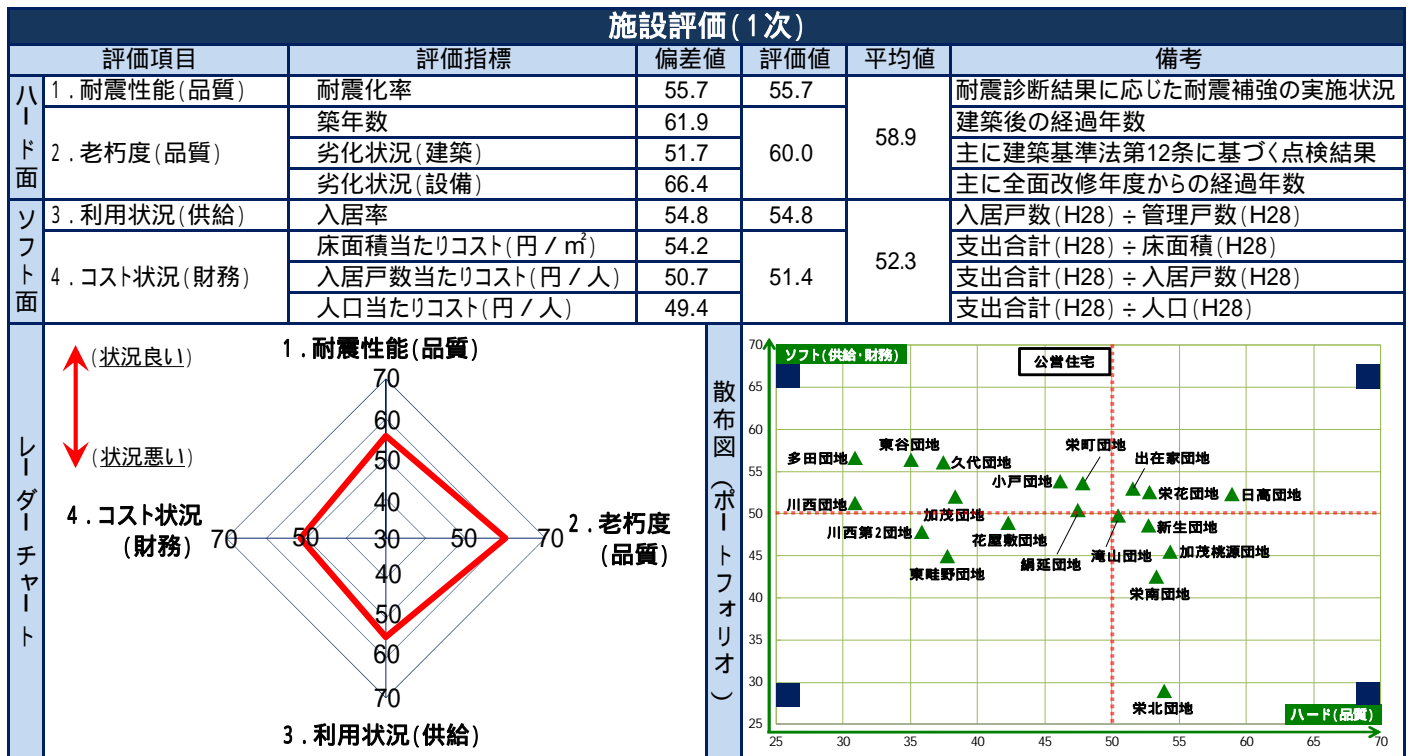 施設評価(1次)
評価項目 評価指標 偏差値 評価値 平均値 備考
ハード面
1.耐震性能(品質) 耐震化率 55.7 55.7 58.9 耐震診断結果に応じた耐震補強の実施状況
2.老朽度(品質) 築年数 61.9 60.0 建築後の経過年数
劣化状況(建築) 51.7 主に建築基準法第12条に基づく点検結果
劣化状況(設備) 66.4 主に全面改修年度からの経過年数
ソフト面
3.利用状況(供給) 入居率 54.8 54.8 52.3 入居戸数(H28)÷管理戸数(H28)
4.コスト状況(財務) 床面積当たりコスト(円/㎡) 54.2 51.4 支出合計(H28)÷床面積(H28)
入居戸数当たりコスト(円/人) 50.7 支出合計(H28)÷入居戸数(H28)
人口当たりコスト(円/人) 49.4 支出合計(H28)÷人口(H28)
レーダーチャート
(状況良い)
(状況悪い)
1.耐震性能(品質)
70
60
50
40
4.コスト状況
(財務)
70 50 30 50 70
2.老朽度
(品質)
40
50
60
70
3.利用状況(供給)
散布図(ポートフォリオ)
ソフト(供給・財務)
公営住宅
70
65
60
55
50
45
40
35
30
25
東谷団地
栄町団地
多田団地
久代団地
出在家団地
小戸団地
栄花団地
日高団地
川西団地
加茂団地
川西第2団地
花屋敷団地
絹延団地
滝山団地
新生団地
東畦野団地
加茂桃源団地
栄南団地
栄北団地
ハード(品質)
25 30 35 40 45 50 55 60 65 70